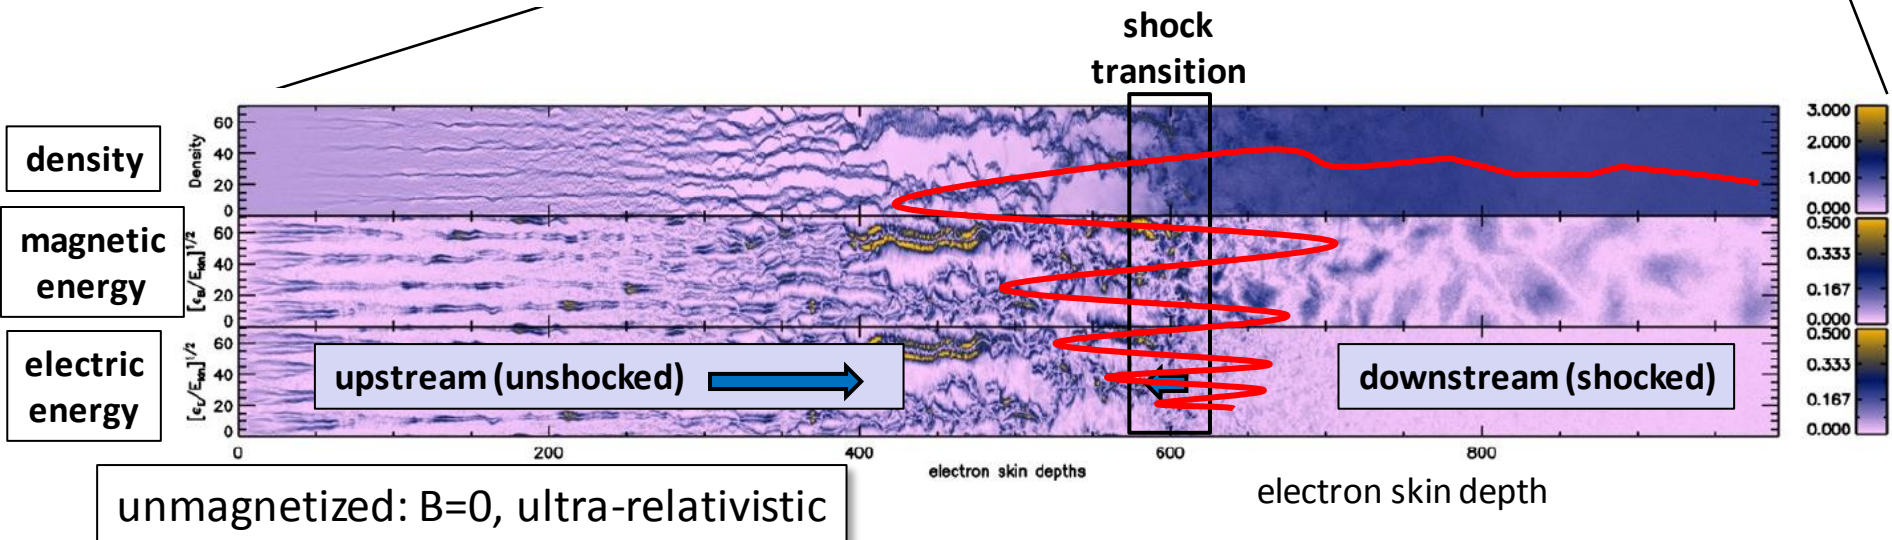 shock
transition
density
Density
60
40
20
0
3.000
2.000
1.000
0.000
magnetic
energy
60
40
20
0
0.500
0.333
0.167
0.000
electric
energy
60
40
20
0
upstream (unshocked)
downstream (shocked)
0.500
0.333
0.167
0.000
0
200
400
600
800
electron skin depths
electron skin depth
unmagnetized: B=0, ultra-relativistic